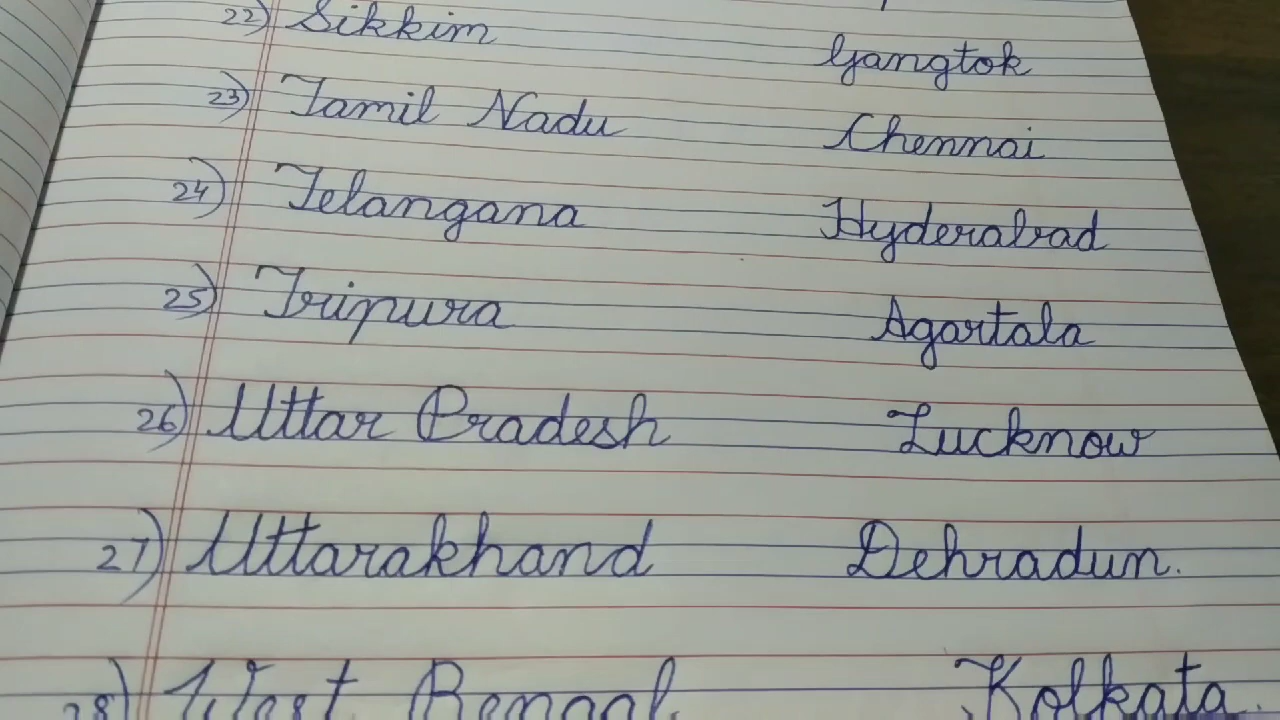 22) Sikkim Gangtok
23) Tamil Nadu Chennai
24) Telangana Hyderabad
25) Tripura Agartala
26) Uttar Pradesh Lucknow
27) Uttarakhand Dehradun.
28) West Bengal Kolkata.